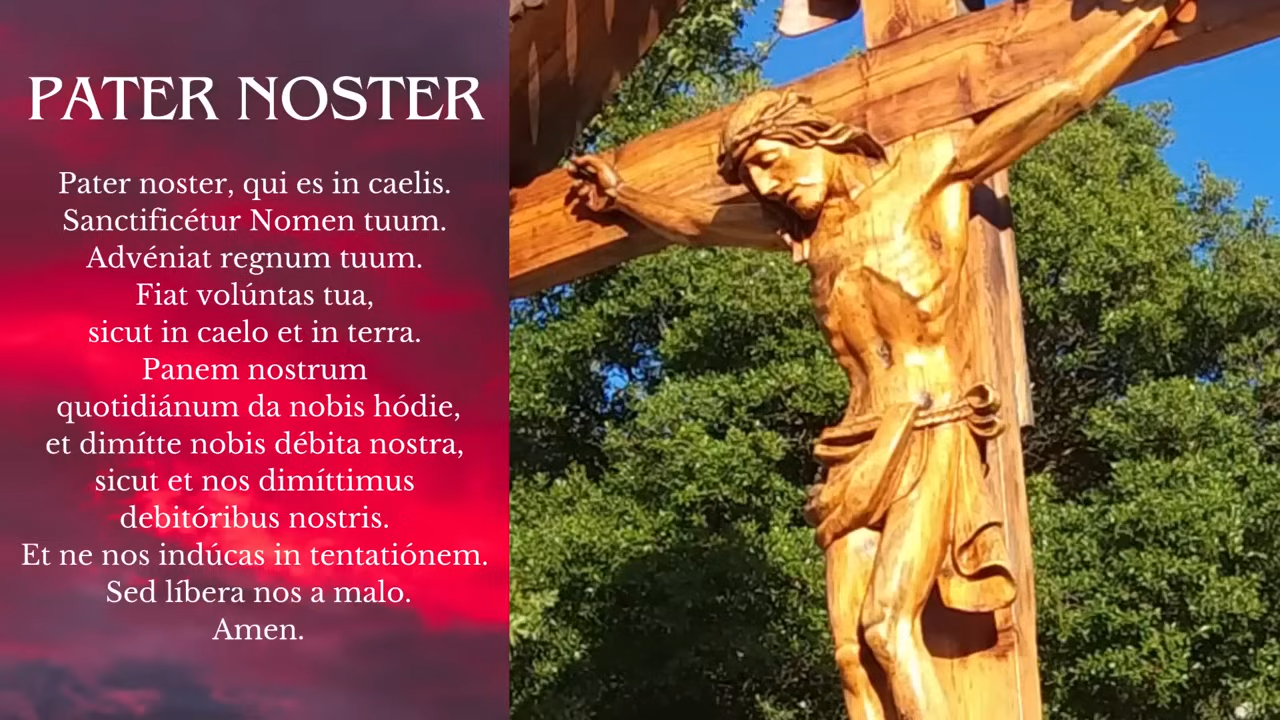 PATER NOSTER
Pater noster, qui es in caelis.
Sanctificétur Nomen tuum.
Advéniat regnum tuum.
Fiat volúntas tua,
sicut in caelo et in terra.
Panem nostrum
quotidiánum da nobis hódie,
et dimítte nobis débita nostra,
sicut et nos dimíttimus
debitóribus nostris.
Et ne nos indúcas in tentatiónem.
Sed líbera nos a malo.
Amen.